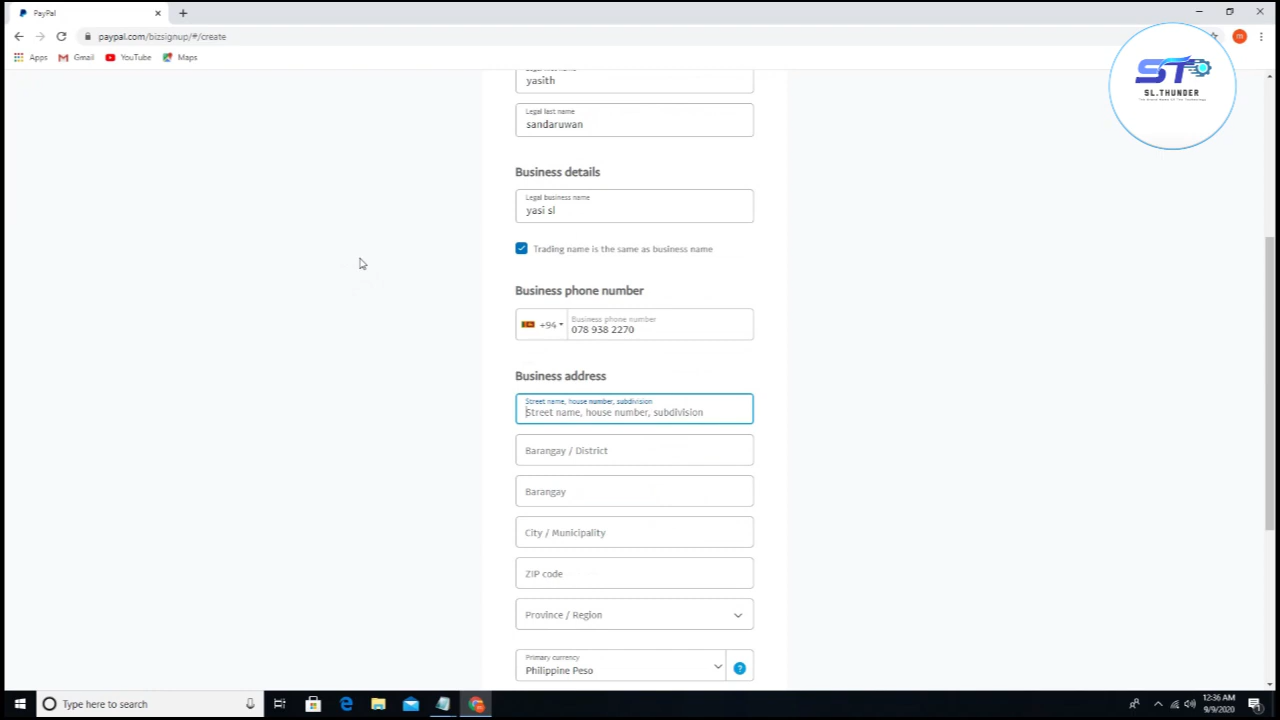 PayPal
paypal.com/bizsignup/#/create
Apps Gmail YouTube Maps
ST
SL.THUNDER
yasith
Legal last name
sandaruwan
Business details
Legal business name
yasi sl
Trading name is the same as business name
Business phone number
+94
Business phone number
078 938 2270
Business address
Street name, house number, subdivision
Street name, house number, subdivision
Barangay / District
Barangay
City / Municipality
ZIP code
Province / Region
Primary currency
Philippine Peso
?
Type here to search
12:36 AM
9/9/2020